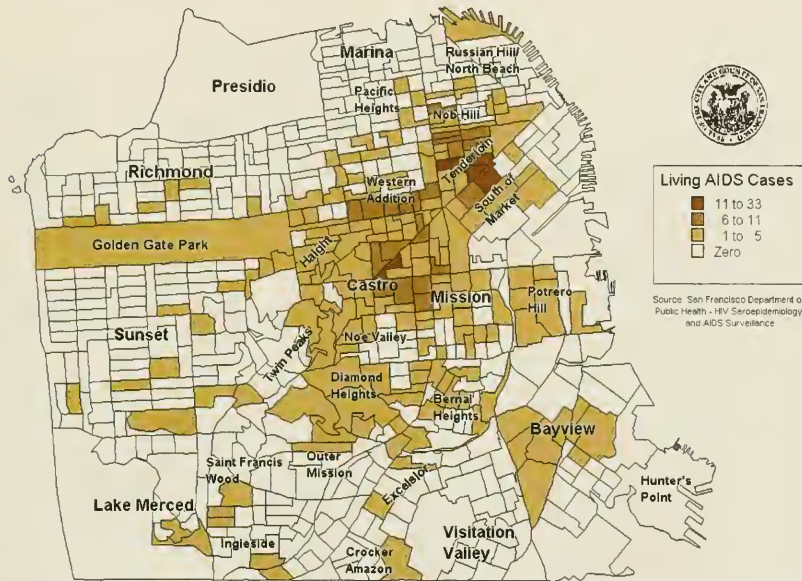 Marina
Russian Hill/
North Beach
Presidio
Pacific
Heights
Nob Hill
Tenderloin
Richmond
Western
Addition
South of
Market
Golden Gate Park
Haight
Castro
Mission
Potrero
Hill
Sunset
Twin Peaks
Noe Valley
Diamond
Heights
Bernal
Heights
Bayview
Saint Francis
Wood
Outer
Mission
Excelsior
Hunter's
Point
Lake Merced
Ingleside
Crocker
Amazon
Visitation
Valley
Living AIDS Cases
11 to 33
6 to 11
1 to 5
Zero
Source: San Francisco Department o
Public Health - HIV Seroepidemiology
and AIDS Surveillance